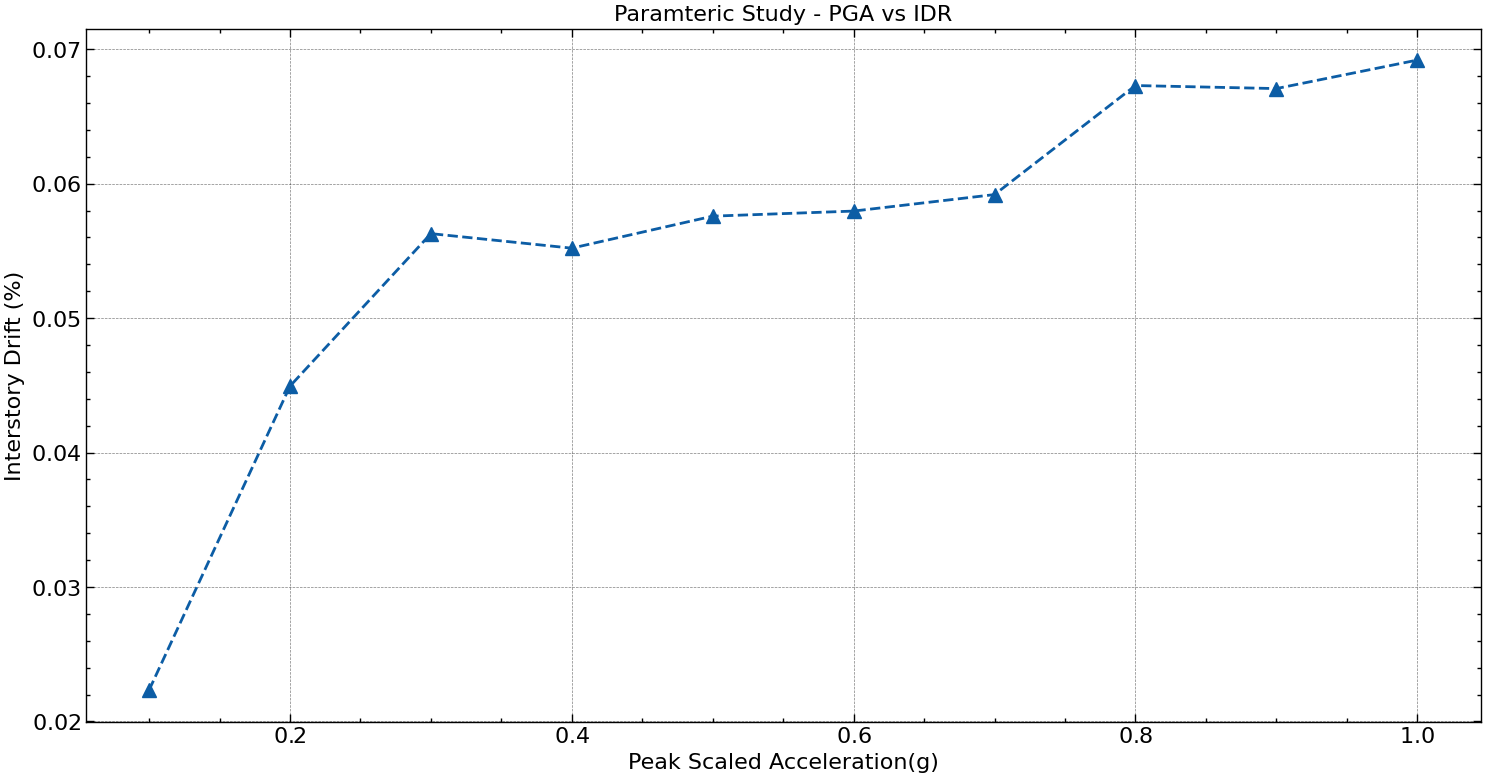 Paramteric Study - PGA vs IDR
0.07
0.06
0.05
0.04
0.03
0.02
Interstory Drift (%)
0.2 0.4 0.6 0.8 1.0
Peak Scaled Acceleration(g)